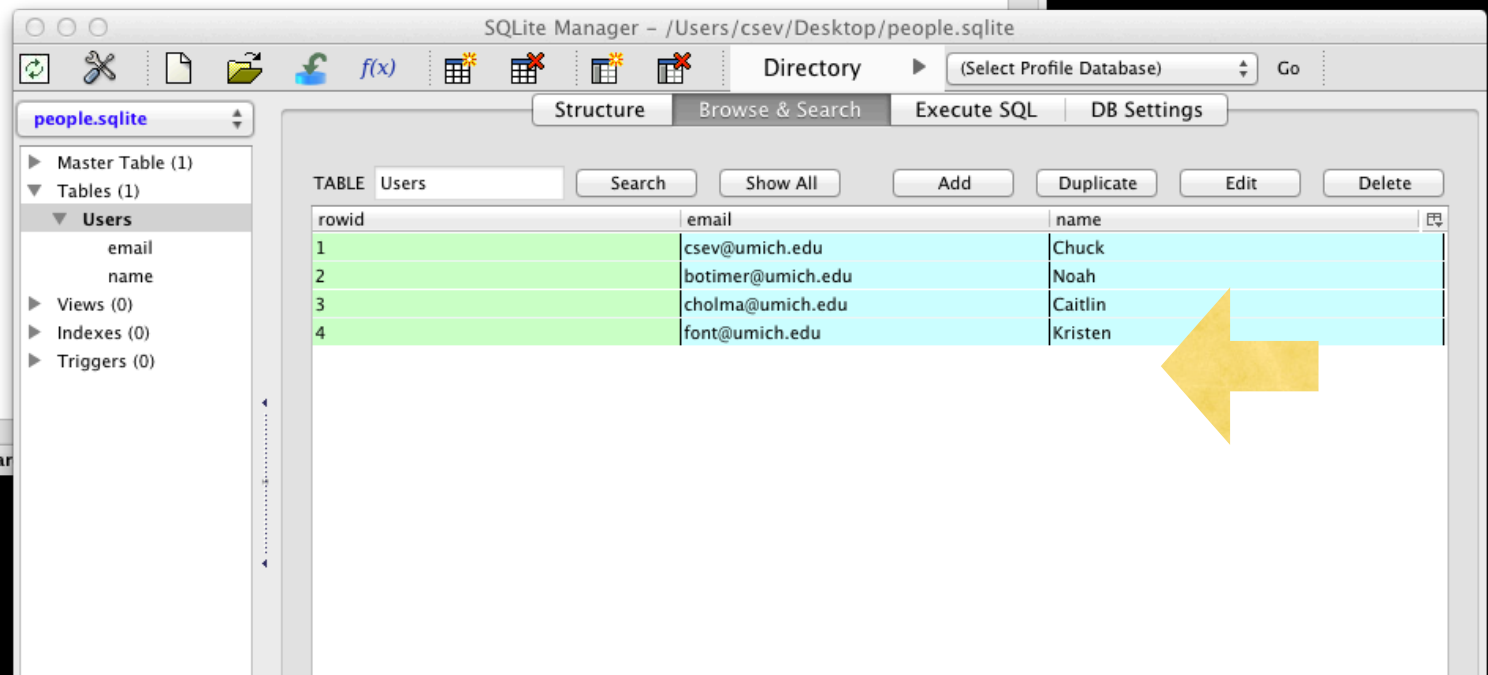 SQLite Manager – /Users/csev/Desktop/people.sqlite
f(x) Directory (Select Profile Database) Go
people.sqlite
Structure Browse & Search Execute SQL DB Settings
Master Table (1)
Tables (1)
Users
email
name
Views (0)
Indexes (0)
Triggers (0)
TABLE Users Search Show All Add Duplicate Edit Delete
rowid email name
1 csev@umich.edu Chuck
2 botimer@umich.edu Noah
3 cholma@umich.edu Caitlin
4 font@umich.edu Kristen